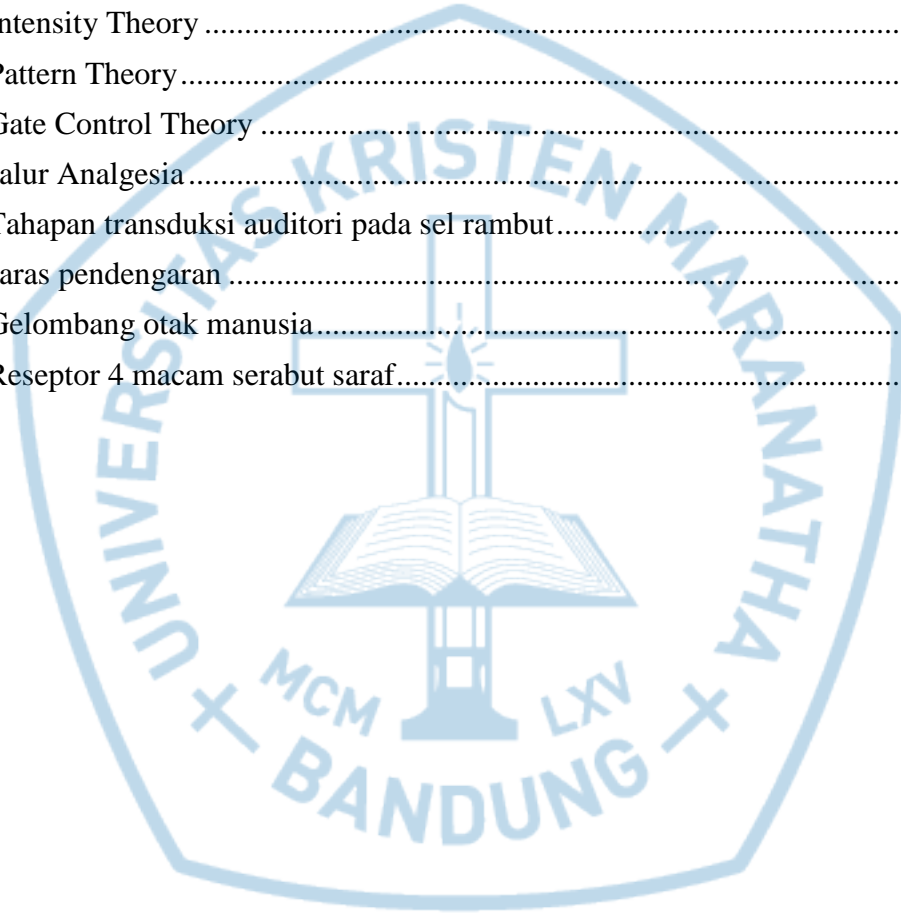 ntensity Theory ..........................................................................................
Pattern Theory.............................................................................................
Gate Control Theory ...................................................................................
alur Analgesia............................................................................................
Tahapan transduksi auditori pada sel rambut.............................................
aras pendengaran .......................................................................................
Gelombang otak manusia............................................................................
Reseptor 4 macam serabut saraf.................................................................
UNIVERSITAS KRISTEN MARANATHA
MCM LXV
BANDUNG